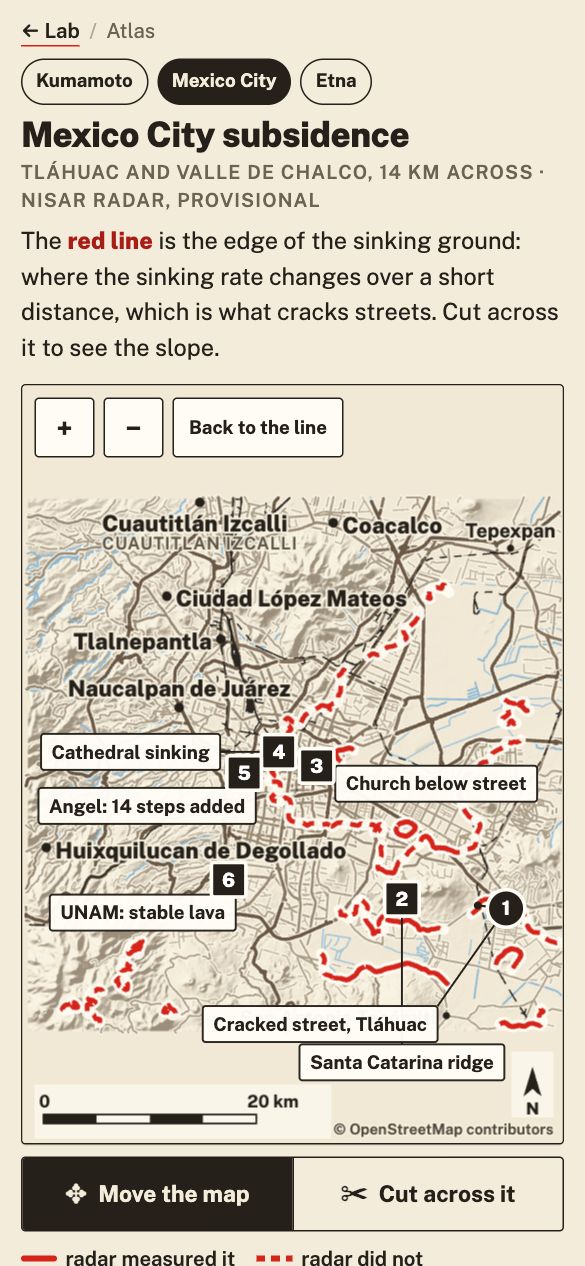 ← Lab / Atlas
Kumamoto Mexico City Etna
Mexico City subsidence
TLÁHUAC AND VALLE DE CHALCO, 14 KM ACROSS ·
NISAR RADAR, PROVISIONAL
The red line is the edge of the sinking ground:
where the sinking rate changes over a short
distance, which is what cracks streets. Cut across
it to see the slope.
+ − Back to the line
Cuautitlán Izcalli
Coacalco
Tepexpan
CUAUTITLÁN IZCALLI
Ciudad López Mateos
Tlalnepantla
Naucalpan de Juárez
Cathedral sinking
4
5
3
Church below street
Angel: 14 steps added
Huixquilucan de Degollado
6
2
1
UNAM: stable lava
Cracked street, Tláhuac
Santa Catarina ridge
0 20 km
N
© OpenStreetMap contributors
Move the map
Cut across it
radar measured it radar did not